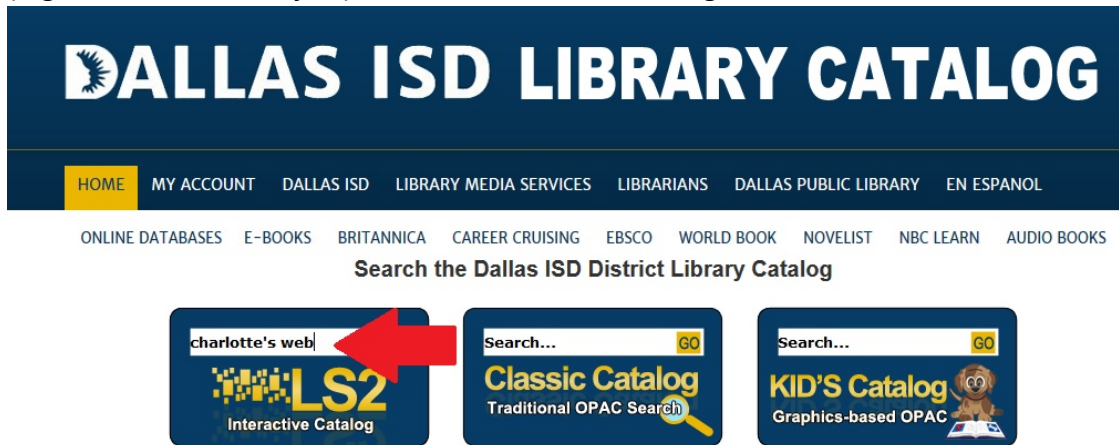 DALLAS ISD LIBRARY CATALOG
HOME MY ACCOUNT DALLAS ISD LIBRARY MEDIA SERVICES LIBRARIANS DALLAS PUBLIC LIBRARY EN ESPANOL
ONLINE DATABASES E-BOOKS BRITANNICA CAREER CRUISING EBSCO WORLD BOOK NOVELIST NBC LEARN AUDIO BOOKS
Search the Dallas ISD District Library Catalog
charlotte's web
LS2
Interactive Catalog
Search... GO
Classic Catalog
Traditional OPAC Search
Search... GO
KID'S Catalog
Graphics-based OPAC